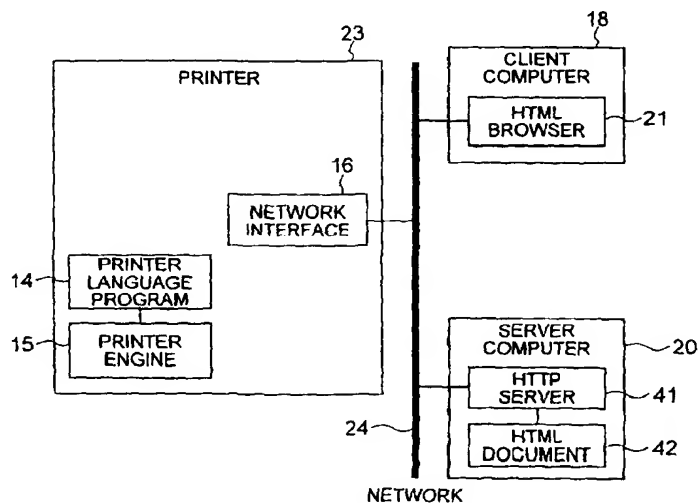 23
PRINTER
16
NETWORK
INTERFACE
14
PRINTER
LANGUAGE
PROGRAM
15
PRINTER
ENGINE
18
CLIENT
COMPUTER
HTML
BROWSER
21
SERVER
COMPUTER
20
HTTP
SERVER
41
HTML
DOCUMENT
42
24
NETWORK